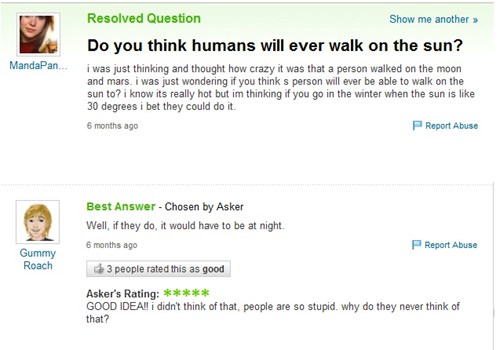 Resolved Question
Show me another »
Do you think humans will ever walk on the sun?
MandaPan...
i was just thinking and thought how crazy it was that a person walked on the moon
and mars. i was just wondering if you think s person will ever be able to walk on the
sun to? i know its really hot but im thinking if you go in the winter when the sun is like
30 degrees i bet they could do it.
6 months ago
Report Abuse
Best Answer - Chosen by Asker
Well, if they do, it would have to be at night.
Gummy
Roach
6 months ago
Report Abuse
3 people rated this as good
Asker's Rating: *****
GOOD IDEA!! i didn't think of that, people are so stupid. why do they never think of
that?